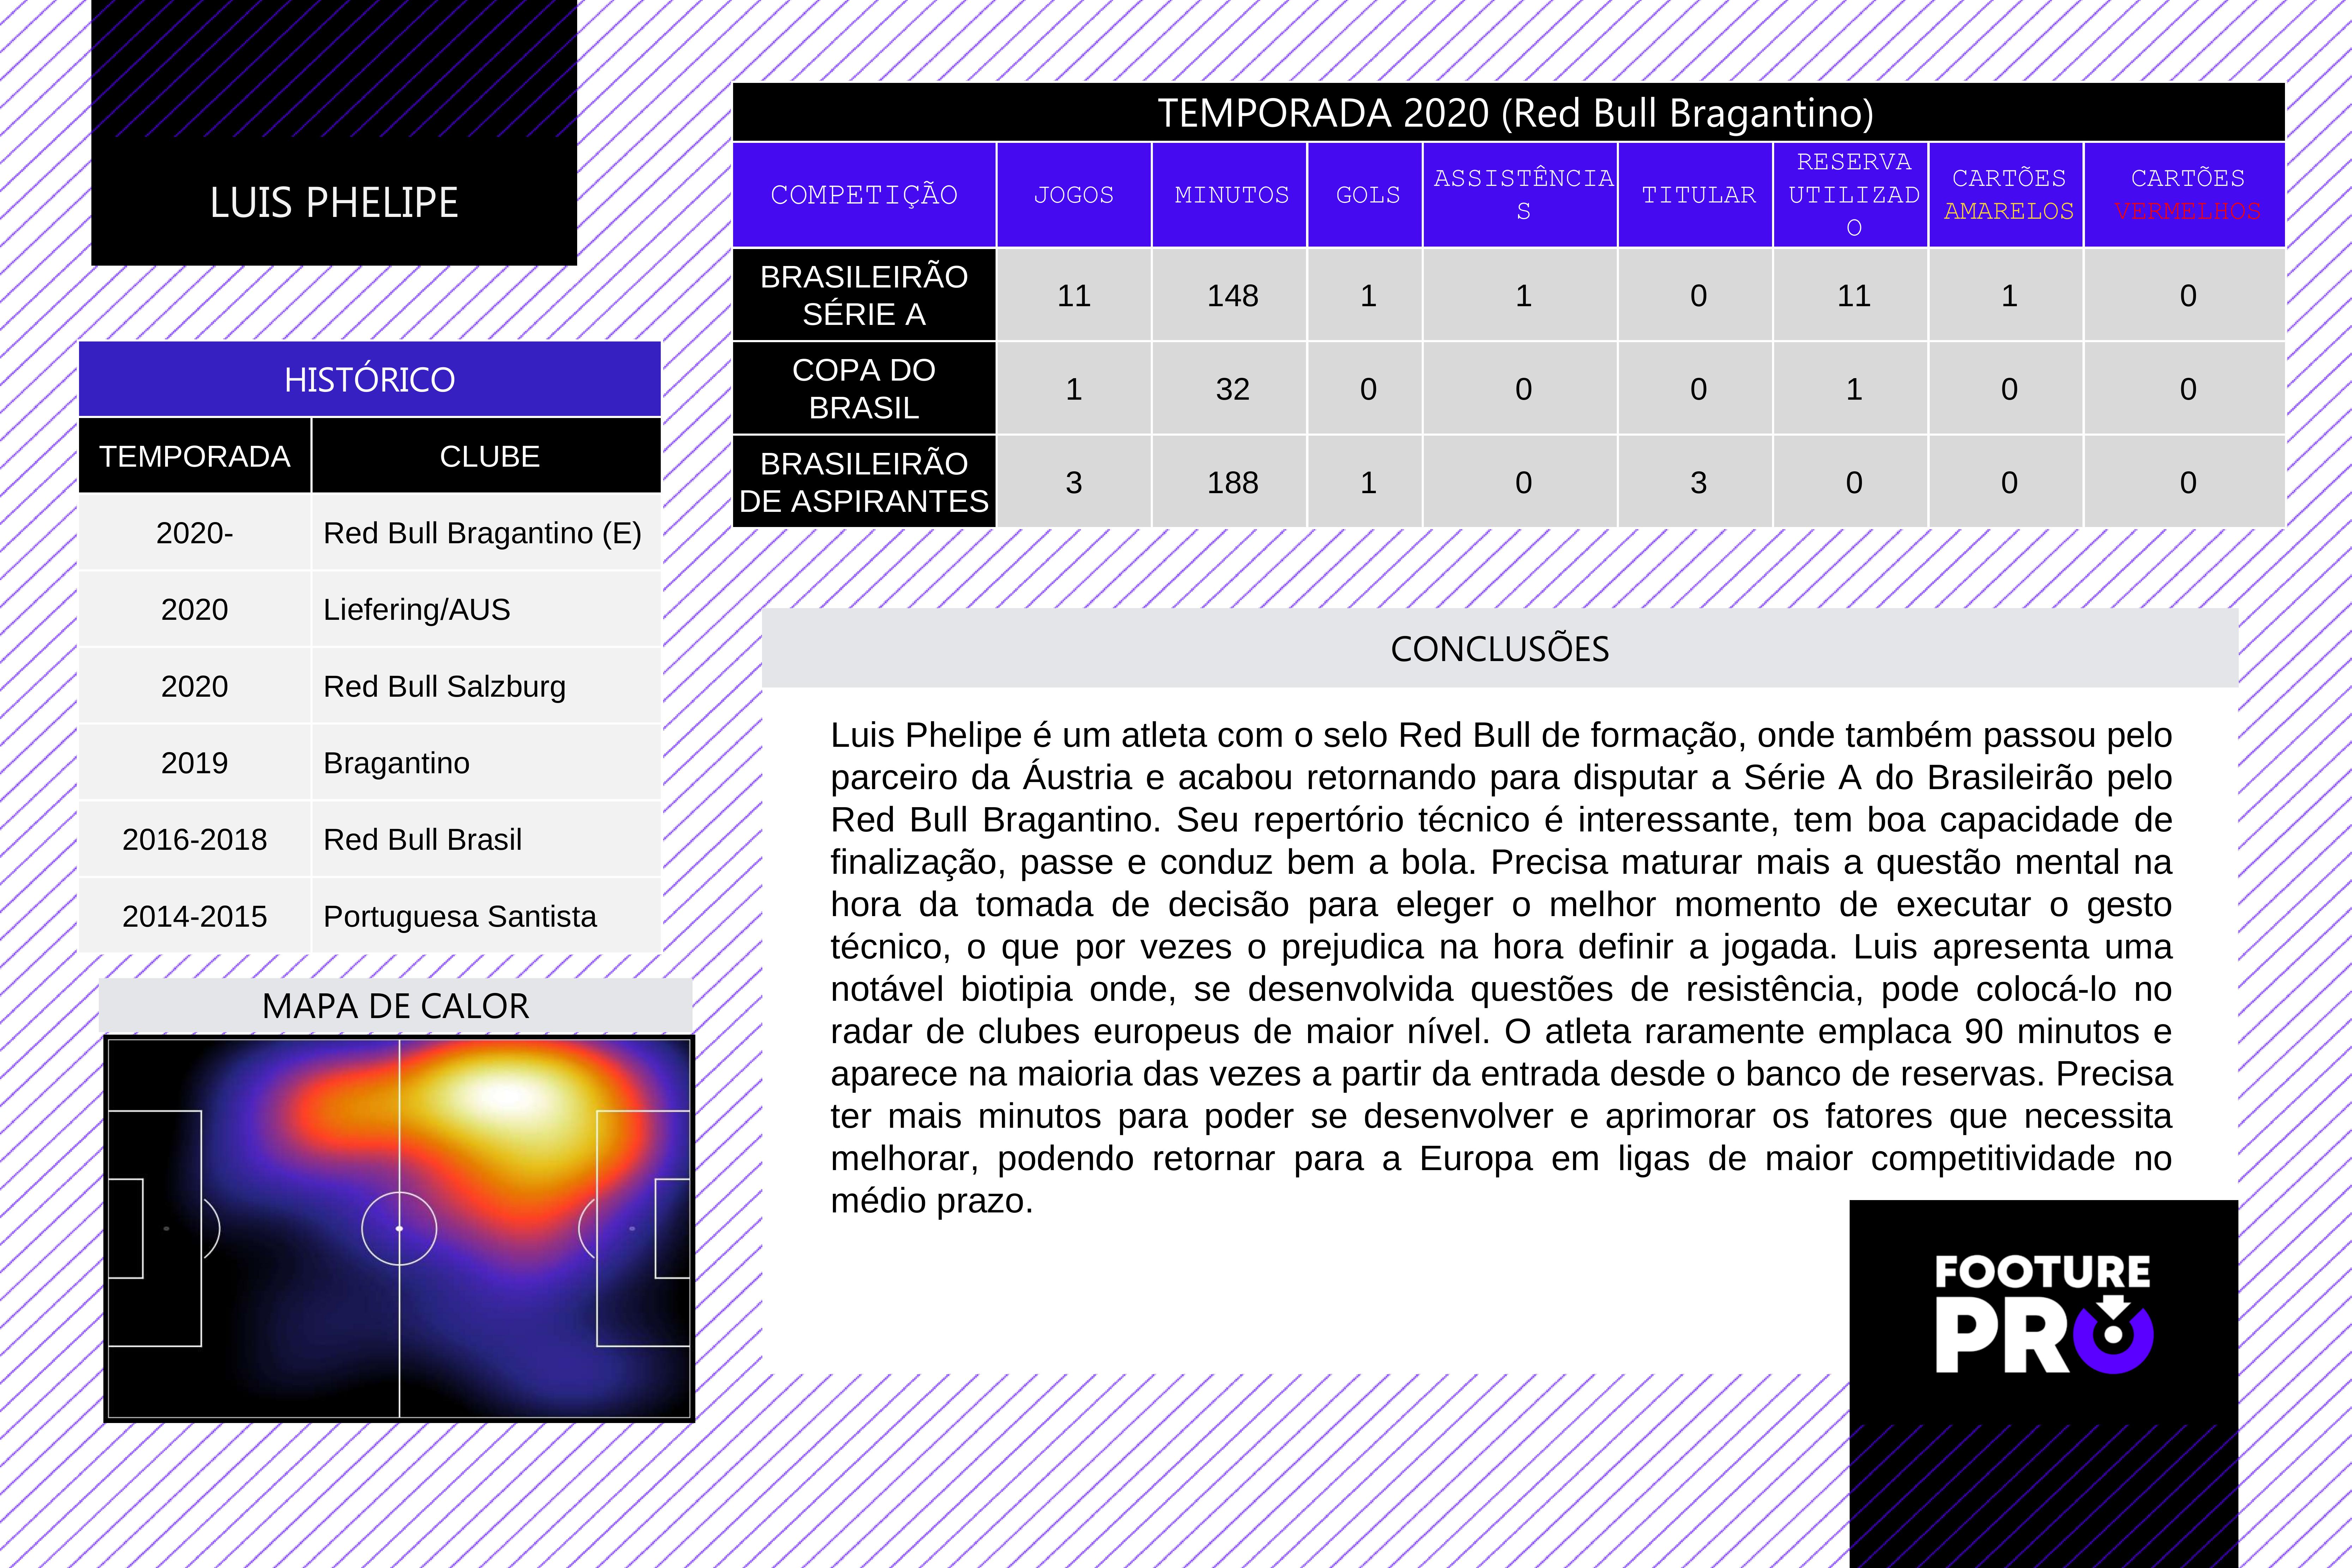 LUIS PHELIPE
TEMPORADA 2020 (Red Bull Bragantino)
COMPETIÇÃO JOGOS MINUTOS GOLS ASSISTÊNCIA
S TITULAR RESERVA
UTILIZAD
O CARTÕES
AMARELOS CARTÕES
VERMELHOS
BRASILEIRÃO
SÉRIE A 11 148 1 1 0 11 1 0
COPA DO
BRASIL 1 32 0 0 0 1 0 0
BRASILEIRÃO
DE ASPIRANTES 3 188 1 0 3 0 0 0
HISTÓRICO
TEMPORADA CLUBE
2020- Red Bull Bragantino (E)
2020 Liefering/AUS
2020 Red Bull Salzburg
2019 Bragantino
2016-2018 Red Bull Brasil
2014-2015 Portuguesa Santista
MAPA DE CALOR
CONCLUSÕES
Luis Phelipe é um atleta com o selo Red Bull de formação, onde também passou pelo
parceiro da Áustria e acabou retornando para disputar a Série A do Brasileirão pelo
Red Bull Bragantino. Seu repertório técnico é interessante, tem boa capacidade de
finalização, passe e conduz bem a bola. Precisa maturar mais a questão mental na
hora da tomada de decisão para eleger o melhor momento de executar o gesto
técnico, o que por vezes o prejudica na hora definir a jogada. Luis apresenta uma
notável biotipia onde, se desenvolvida questões de resistência, pode colocá-lo no
radar de clubes europeus de maior nível. O atleta raramente emplaca 90 minutos e
aparece na maioria das vezes a partir da entrada desde o banco de reservas. Precisa
ter mais minutos para poder se desenvolver e aprimorar os fatores que necessita
melhorar, podendo retornar para a Europa em ligas de maior competitividade no
médio prazo.
FOOTURE
PRO